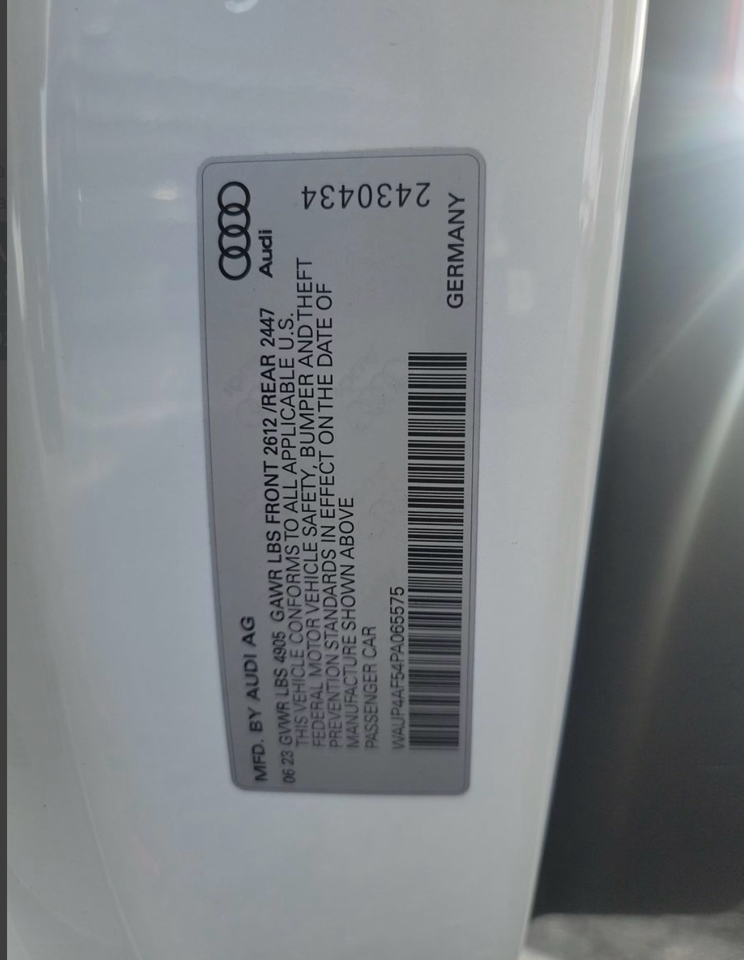 MFD. BY AUDI AG
Audi
06 23 GVWR LBS 4905 GAWR LBS FRONT 2612 /REAR 2447
THIS VEHICLE CONFORMS TO ALL APPLICABLE U.S.
FEDERAL MOTOR VEHICLE SAFETY, BUMPER AND THEFT
PREVENTION STANDARDS IN EFFECT ON THE DATE OF
MANUFACTURE SHOWN ABOVE
PASSENGER CAR
2430434
WAUP4AF54PA065575
GERMANY